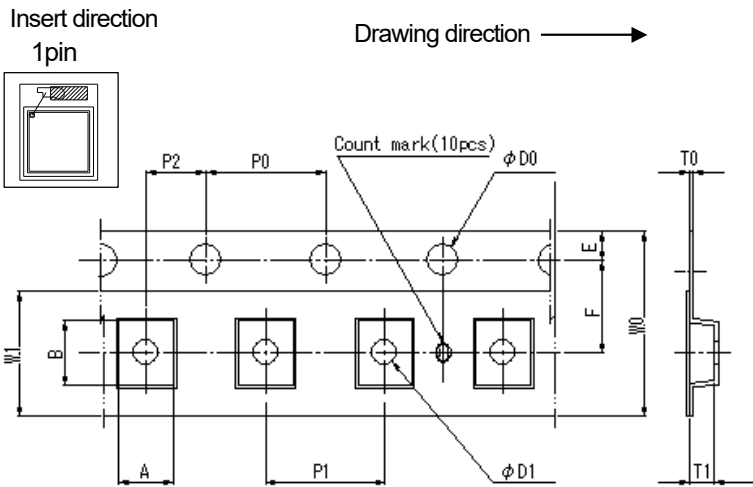 Insert direction
1pin
Drawing direction
Count mark(10pcs)
P2
P0
φD0
T0
E
F
W0
W1
B
A
P1
φD1
T1